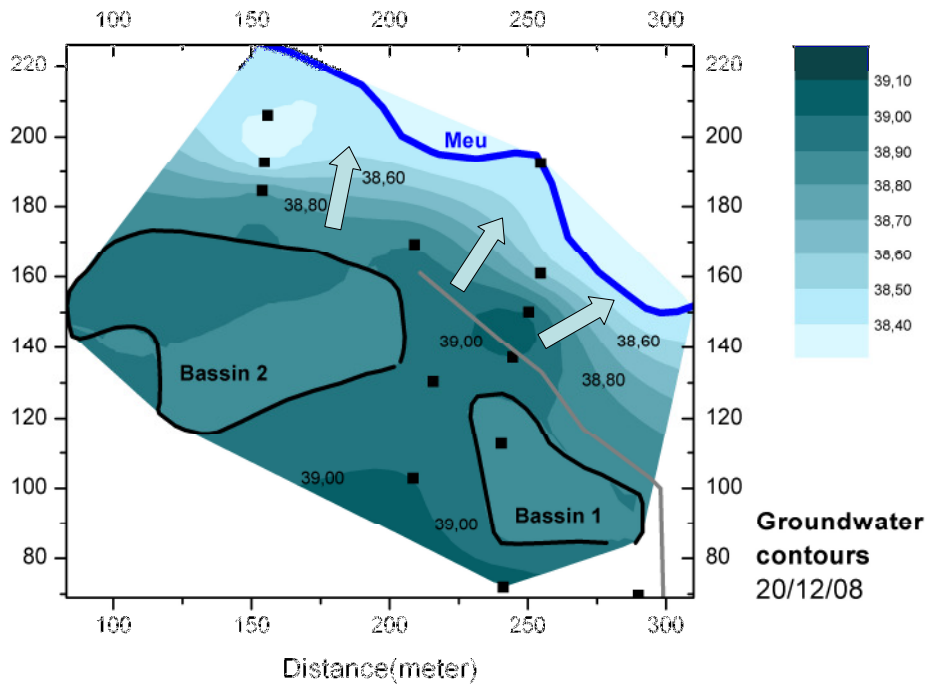 100 150 200 250 300
220 220
39,10
39,00
200 200
Meu
38,90
38,60
38,80
180 38,80 180
38,70
38,60
160 160
38,50
38,40
39,00 38,60
140 140
Bassin 2 38,80
120 120
39,00
100 100
39,00 Bassin 1
Groundwater
80 80
contours
20/12/08
100 150 200 250 300
Distance(meter)